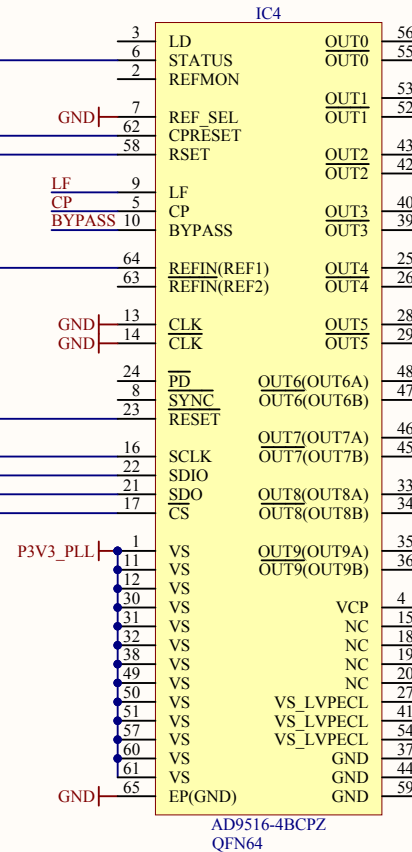 IC4
3 LD OUT0 56
6 STATUS OUT0 55
2 REFMON
OUT1 53
GND 7 REF_SEL OUT1 52
62 CPRESET
58 RSET OUT2 43
OUT2 42
LF 9 LF
CP 5 CP OUT3 40
BYPASS 10 BYPASS OUT3 39
64 REFIN(REF1) OUT4 25
63 REFIN(REF2) OUT4 26
GND 13 CLK OUT5 28
GND 14 CLK OUT5 29
24 PD OUT6(OUT6A) 48
8 SYNC OUT6(OUT6B) 47
23 RESET
OUT7(OUT7A) 46
16 SCLK OUT7(OUT7B) 45
22 SDIO
21 SDO OUT8(OUT8A) 33
17 CS OUT8(OUT8B) 34
P3V3_PLL 1 VS OUT9(OUT9A) 35
11 VS OUT9(OUT9B) 36
12 VS
30 VS VCP 4
31 VS NC 15
32 VS NC 18
38 VS NC 19
49 VS NC 20
50 VS VS_LVPECL 27
51 VS VS_LVPECL 41
57 VS VS_LVPECL 54
60 VS GND 37
61 VS GND 44
GND 65 EP(GND) GND 59
AD9516-4BCPZ
QFN64